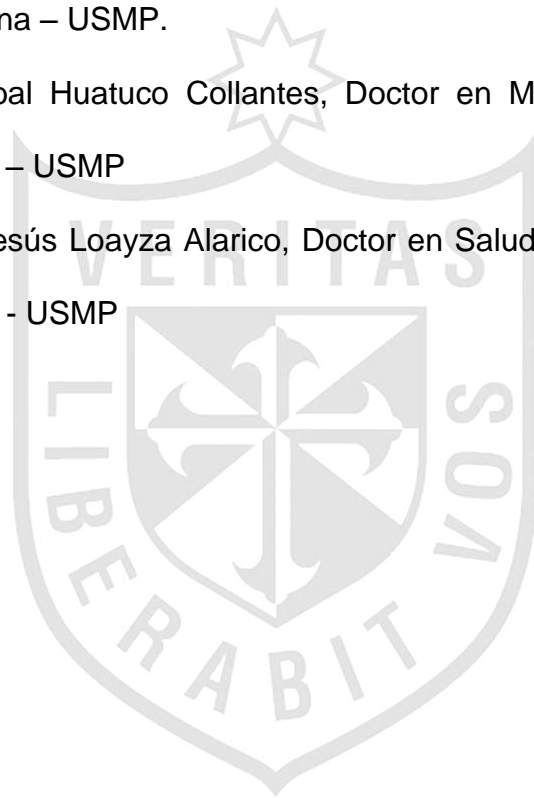 na – USMP.
bal Huatuco Collantes, Doctor en M
– USMP
esús Loayza Alarico, Doctor en Salud
- USMP
VERITAS
LIBERABIT
VOS